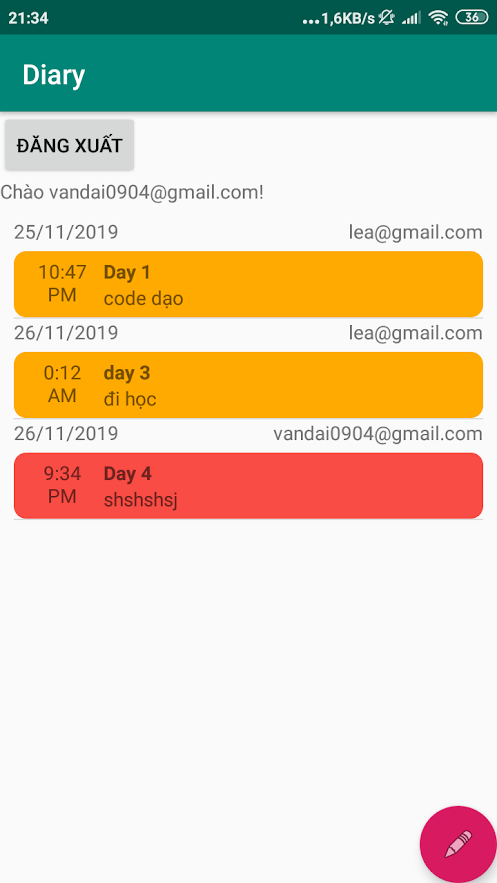 21:34 ...1,6KB/s 36
Diary
ĐĂNG XUẤT
Chào vandai0904@gmail.com!
25/11/2019 lea@gmail.com
10:47 Day 1
PM code dạo
26/11/2019 lea@gmail.com
0:12 day 3
AM đi học
26/11/2019 vandai0904@gmail.com
9:34 Day 4
PM shshshsj